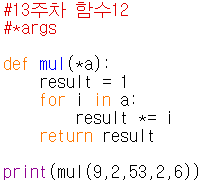 #13주차 함수12
#*args
def mul(*a):
    result = 1
    for i in a:
        result *= i
    return result
print(mul(9,2,53,2,6))